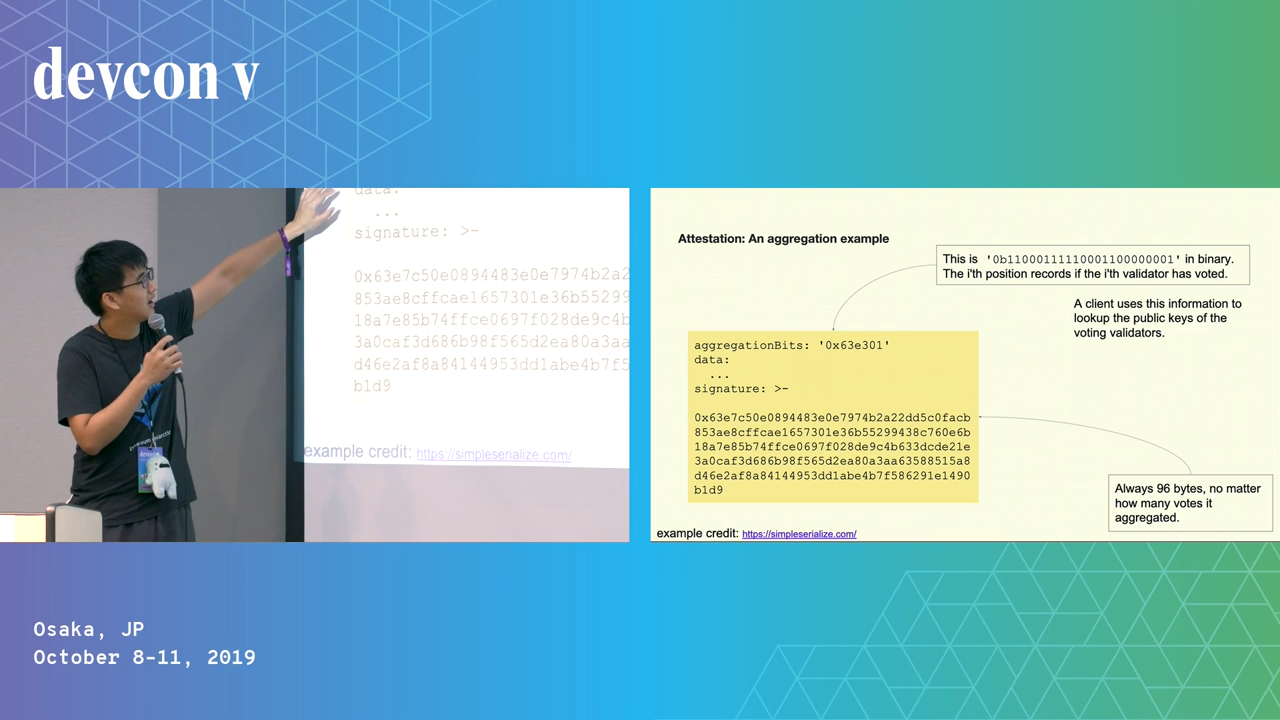 devcon v
data:
...
signature: >-
0x63e7c50e0894483e0e7974b2a2
853ae8cffcae1657301e36b55299
18a7e85b74ffce0697f028de9c4b
3a0caf3d686b98f565d2ea80a3aa
d46e2af8a84144953dd1abe4b7f5
b1d9
example credit: https://simpleserialize.com/
devcon
Attestation: An aggregation example
This is '0b11000111110001100000001' in binary.
The i'th position records if the i'th validator has voted.
A client uses this information to
lookup the public keys of the
voting validators.
aggregationBits: '0x63e301'
data:
...
signature: >-
0x63e7c50e0894483e0e7974b2a22dd5c0facb
853ae8cffcae1657301e36b55299438c760e6b
18a7e85b74ffce0697f028de9c4b633dcde21e
3a0caf3d686b98f565d2ea80a3aa63588515a8
d46e2af8a84144953dd1abe4b7f586291e1490
b1d9
Always 96 bytes, no matter
how many votes it
aggregated.
example credit: https://simpleserialize.com/
Osaka, JP
October 8-11, 2019